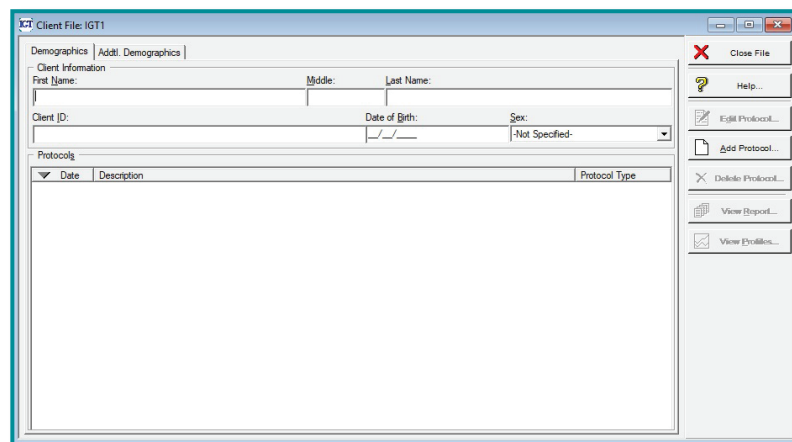 IGT Client File: IGT1
Demographics Addtl. Demographics
Client Information
First Name: Middle: Last Name:
Client ID: Date of Birth: Sex:
__/__/____ -Not Specified-
Protocols
Date Description Protocol Type
Close File
Help...
Edit Protocol...
Add Protocol...
Delete Protocol...
View Report...
View Profiles...